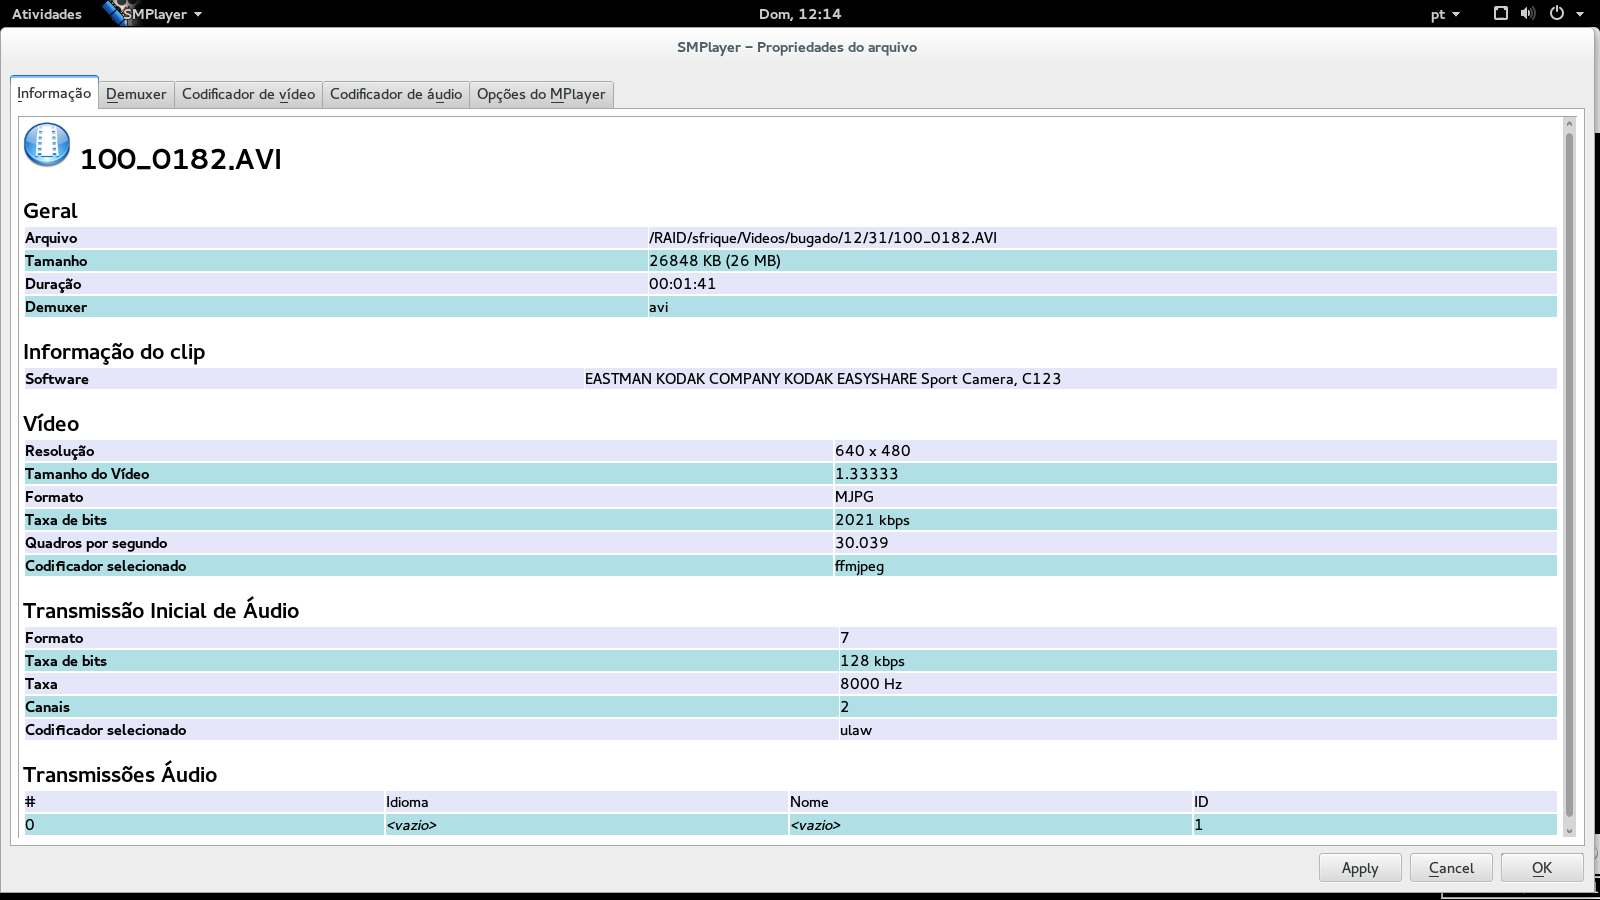 Atividades SMPlayer Dom, 12:14 pt
SMPlayer – Propriedades do arquivo
Informação Demuxer Codificador de vídeo Codificador de áudio Opções do MPlayer
100_0182.AVI
Geral
Arquivo /RAID/sfrique/Videos/bugado/12/31/100_0182.AVI
Tamanho 26848 KB (26 MB)
Duração 00:01:41
Demuxer avi
Informação do clip
Software EASTMAN KODAK COMPANY KODAK EASYSHARE Sport Camera, C123
Vídeo
Resolução 640 x 480
Tamanho do Vídeo 1.33333
Formato MJPG
Taxa de bits 2021 kbps
Quadros por segundo 30.039
Codificador selecionado ffmjpeg
Transmissão Inicial de Áudio
Formato 7
Taxa de bits 128 kbps
Taxa 8000 Hz
Canais 2
Codificador selecionado ulaw
Transmissões Áudio
# Idioma Nome ID
0 <vazio> <vazio> 1
Apply Cancel OK